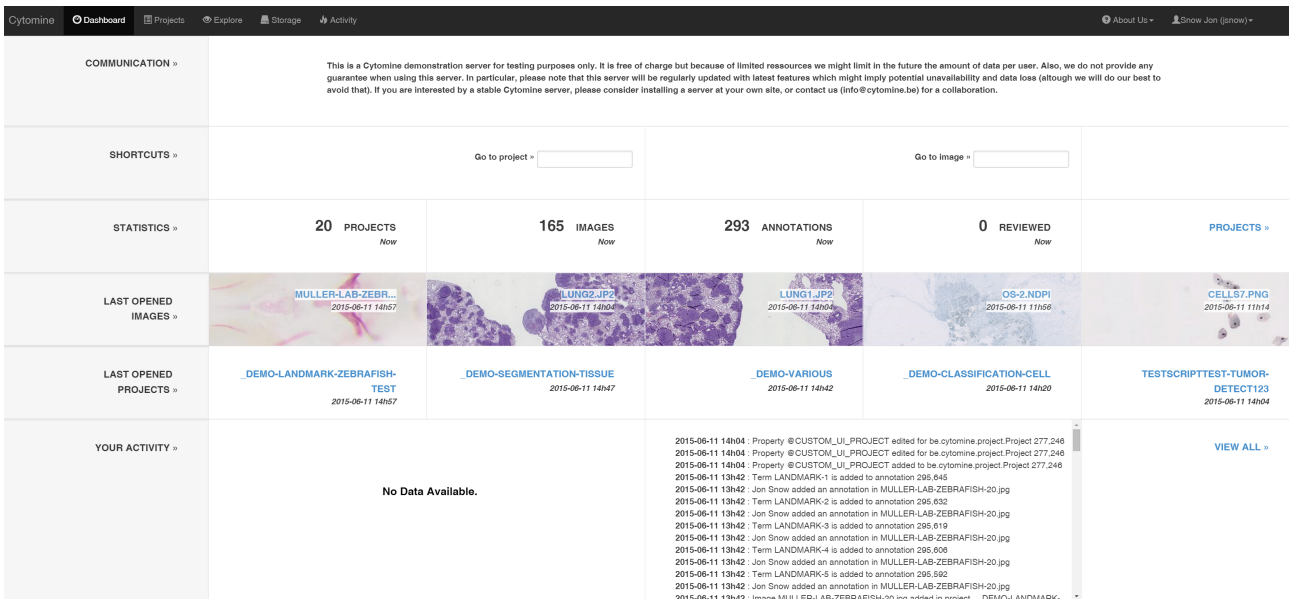 Cytomine Dashboard Projects Explore Storage Activity About Us Snow Jon (jsnow)
COMMUNICATION »
This is a Cytomine demonstration server for testing purposes only. It is free of charge but because of limited ressources we might limit in the future the amount of data per user. Also, we do not provide any
guarantee when using this server. In particular, please note that this server will be regularly updated with latest features which might imply potential unavailability and data loss (altough we will do our best to
avoid that). If you are interested by a stable Cytomine server, please consider installing a server at your own site, or contact us (info@cytomine.be) for a collaboration.
SHORTCUTS »
Go to project »
Go to image »
STATISTICS »
20 PROJECTS
Now
165 IMAGES
Now
293 ANNOTATIONS
Now
0 REVIEWED
Now
PROJECTS »
LAST OPENED
IMAGES »
MULLER-LAB-ZEBR...
2015-06-11 14h57
LUNG2.JP2
2015-06-11 14h04
LUNG1.JP2
2015-06-11 14h04
OS-2.NDPI
2015-06-11 11h56
CELLS7.PNG
2015-06-11 11h14
LAST OPENED
PROJECTS »
_DEMO-LANDMARK-ZEBRAFISH-
TEST
2015-06-11 14h57
_DEMO-SEGMENTATION-TISSUE
2015-06-11 14h47
_DEMO-VARIOUS
2015-06-11 14h42
_DEMO-CLASSIFICATION-CELL
2015-06-11 14h20
TESTSCRIPTTEST-TUMOR-
DETECT123
2015-06-11 14h04
YOUR ACTIVITY »
No Data Available.
2015-06-11 14h04 : Property @CUSTOM_UI_PROJECT edited for be.cytomine.project.Project 277,246
2015-06-11 14h04 : Property @CUSTOM_UI_PROJECT edited for be.cytomine.project.Project 277,246
2015-06-11 14h04 : Property @CUSTOM_UI_PROJECT added to be.cytomine.project.Project 277,246
2015-06-11 13h42 : Term LANDMARK-1 is added to annotation 295,645
2015-06-11 13h42 : Jon Snow added an annotation in MULLER-LAB-ZEBRAFISH-20.jpg
2015-06-11 13h42 : Term LANDMARK-2 is added to annotation 295,632
2015-06-11 13h42 : Jon Snow added an annotation in MULLER-LAB-ZEBRAFISH-20.jpg
2015-06-11 13h42 : Term LANDMARK-3 is added to annotation 295,619
2015-06-11 13h42 : Jon Snow added an annotation in MULLER-LAB-ZEBRAFISH-20.jpg
2015-06-11 13h42 : Term LANDMARK-4 is added to annotation 295,606
2015-06-11 13h42 : Jon Snow added an annotation in MULLER-LAB-ZEBRAFISH-20.jpg
2015-06-11 13h42 : Term LANDMARK-5 is added to annotation 295,592
2015-06-11 13h42 : Jon Snow added an annotation in MULLER-LAB-ZEBRAFISH-20.jpg
2015-06-11 13h42 : Image MULLER-LAB-ZEBRAFISH-20.jpg added in project _DEMO-LANDMARK-
VIEW ALL »